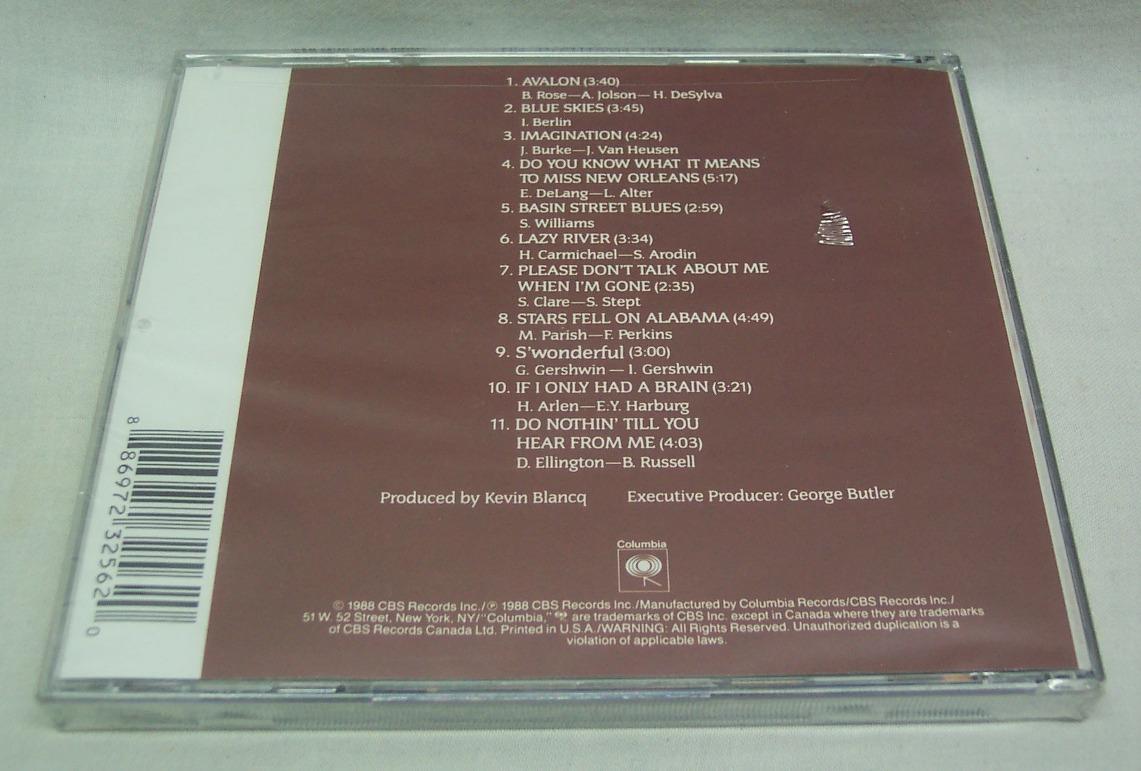 1. AVALON (3:40)
B. Rose—A. Jolson— H. DeSylva
2. BLUE SKIES (3:45)
I. Berlin
3. IMAGINATION (4:24)
J. Burke—J. Van Heusen
4. DO YOU KNOW WHAT IT MEANS
TO MISS NEW ORLEANS (5:17)
E. DeLang—L. Alter
5. BASIN STREET BLUES (2:59)
S. Williams
6. LAZY RIVER (3:34)
H. Carmichael—S. Arodin
7. PLEASE DON'T TALK ABOUT ME
WHEN I'M GONE (2:35)
S. Clare—S. Stept
8. STARS FELL ON ALABAMA (4:49)
M. Parish—F. Perkins
9. S'wonderful (3:00)
G. Gershwin — I. Gershwin
10. IF I ONLY HAD A BRAIN (3:21)
H. Arlen—E.Y. Harburg
11. DO NOTHIN' TILL YOU
HEAR FROM ME (4:03)
D. Ellington—B. Russell
Produced by Kevin Blancq Executive Producer: George Butler
Columbia
© 1988 CBS Records Inc./℗ 1988 CBS Records Inc./Manufactured by Columbia Records/CBS Records Inc./
51 W. 52 Street, New York, NY/"Columbia," are trademarks of CBS Inc. except in Canada where they are trademarks
of CBS Records Canada Ltd. Printed in U.S.A./WARNING: All Rights Reserved. Unauthorized duplication is a
violation of applicable laws.
8 86972 32562 0